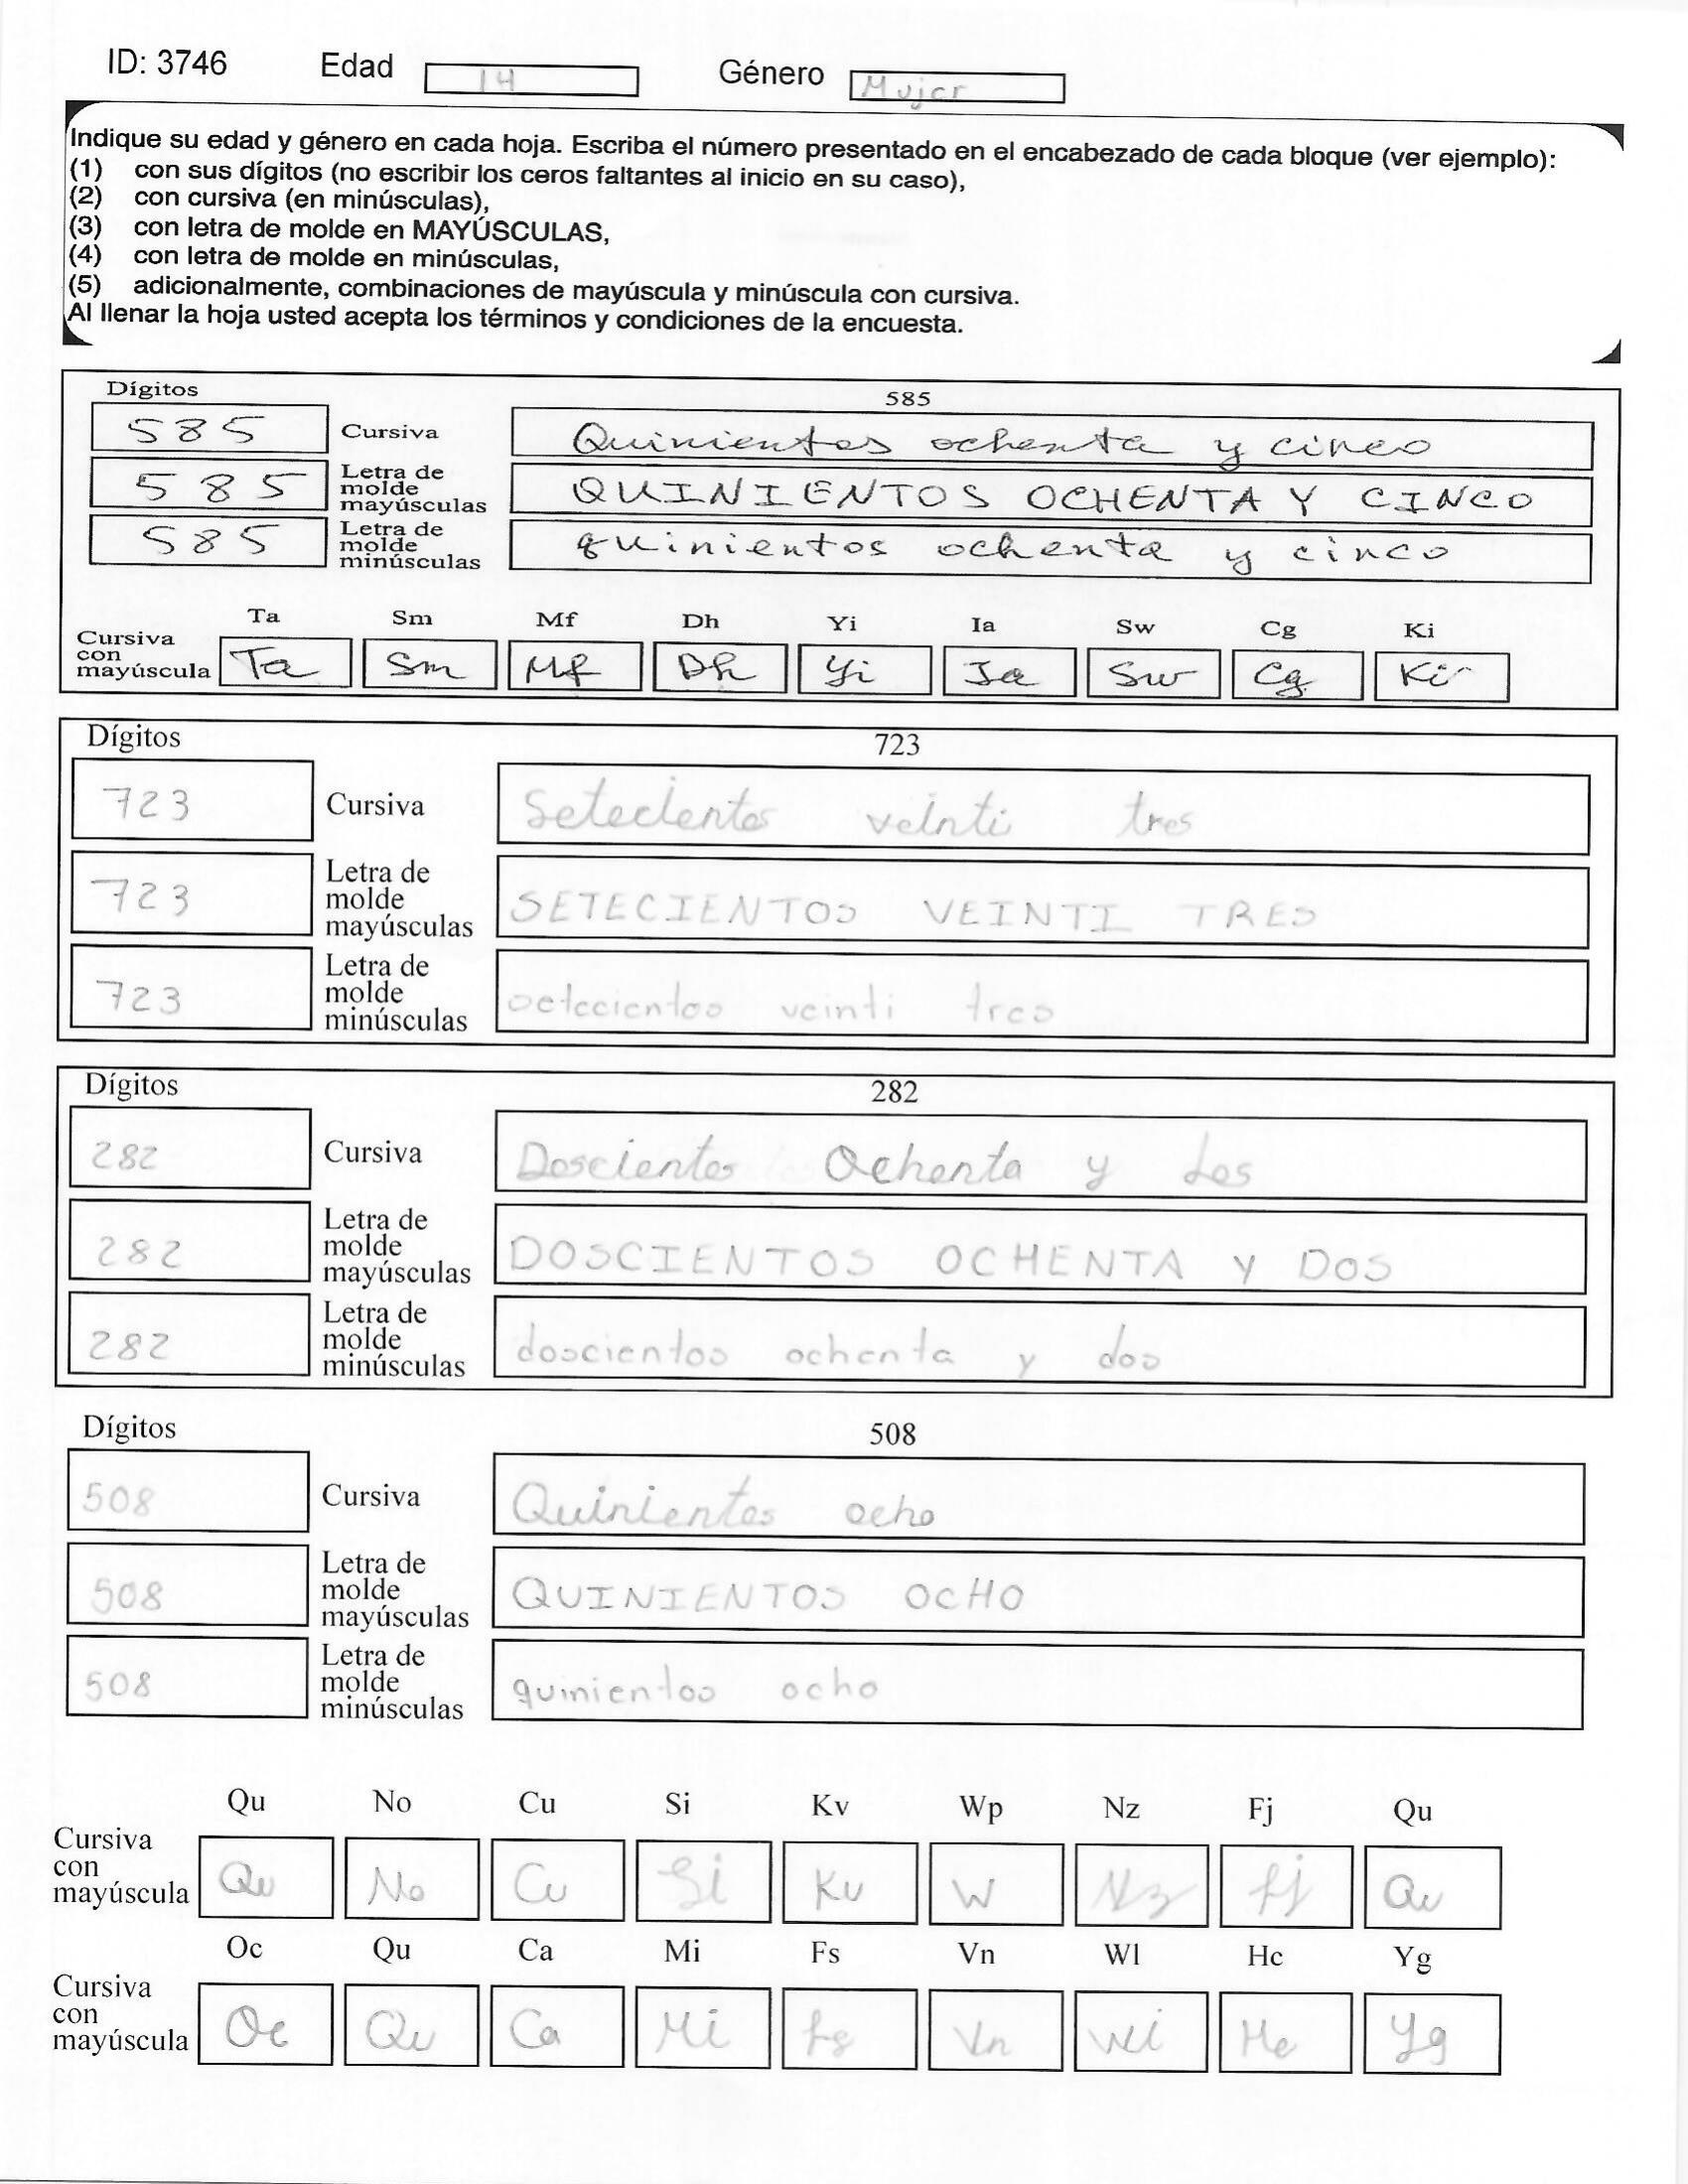 ID: 3746 Edad 14 Género Mujer
Indique su edad y género en cada hoja. Escriba el número presentado en el encabezado de cada bloque (ver ejemplo):
(1) con sus dígitos (no escribir los ceros faltantes al inicio en su caso),
(2) con cursiva (en minúsculas),
(3) con letra de molde en MAYÚSCULAS,
(4) con letra de molde en minúsculas,
(5) adicionalmente, combinaciones de mayúscula y minúscula con cursiva.
Al llenar la hoja usted acepta los términos y condiciones de la encuesta.
Dígitos 585
585 Cursiva Quinientos ochenta y cinco
585 Letra de molde mayúsculas QUINIENTOS OCHENTA Y CINCO
585 Letra de molde minúsculas quinientos ochenta y cinco
Ta Sm Mf Dh Yi Ia Sw Cg Ki
Cursiva con mayúscula Ta Sm Mf Dh Yi Ia Sw Cg Ki
Dígitos 723
723 Cursiva Setecientos veinti tres
723 Letra de molde mayúsculas SETECIENTOS VEINTI TRES
723 Letra de molde minúsculas setecientos veinti tres
Dígitos 282
282 Cursiva Doscientos Ochenta y dos
282 Letra de molde mayúsculas DOSCIENTOS OCHENTA Y DOS
282 Letra de molde minúsculas doscientos ochenta y dos
Dígitos 508
508 Cursiva Quinientos ocho
508 Letra de molde mayúsculas QUINIENTOS OCHO
508 Letra de molde minúsculas quinientos ocho
Qu No Cu Si Kv Wp Nz Fj Qu
Cursiva con mayúscula Qu No Cu Si Kv W Nz Fj Qu
Oc Qu Ca Mi Fs Vn Wl Hc Yg
Cursiva con mayúscula Oc Qu Ca Mi Fs Vn Wi Hc Yg